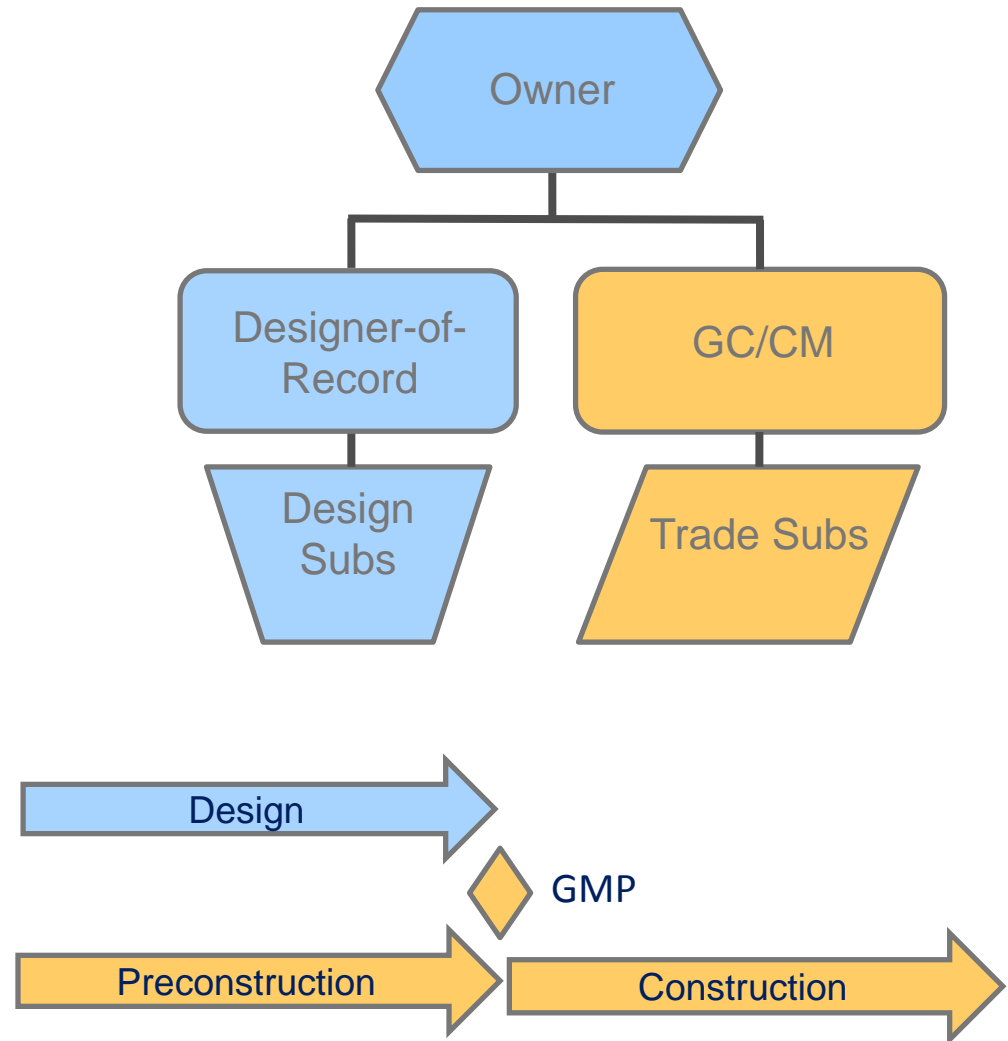 Owner
Designer-of-
Record
GC/CM
Design
Subs
Trade Subs
Design
GMP
Preconstruction
Construction